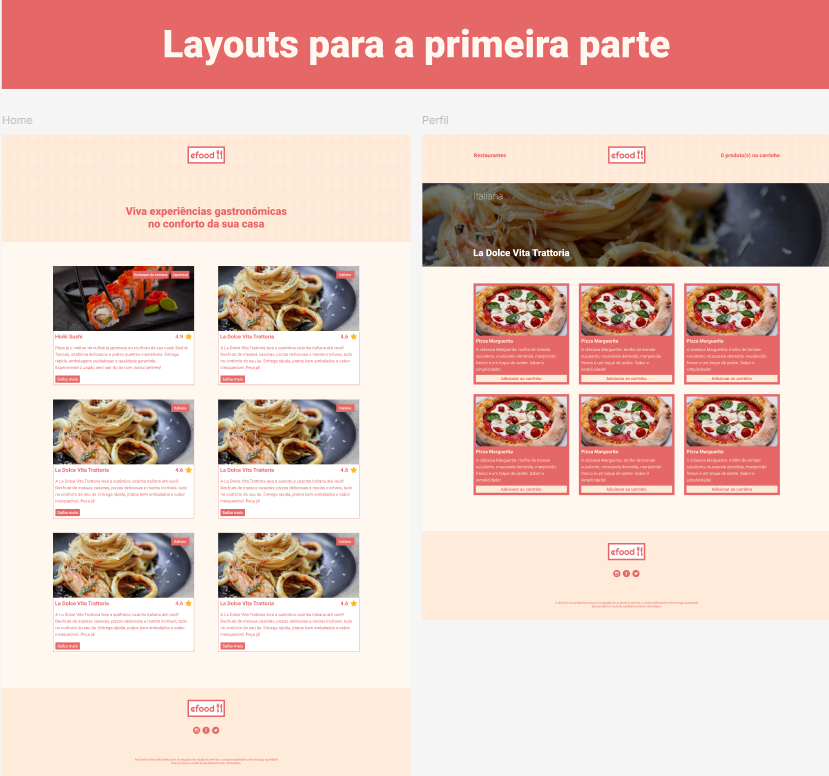 Layouts para a primeira parte
Home
efood
Viva experiências gastronômicas
no conforto da sua casa
Destaque da semana
Japonesa
Hioki Sushi
4.9
Peça já o melhor da culinária japonesa no conforto da sua casa! Sushis
frescos, sashimis deliciosos e pratos quentes irresistíveis. Entrega
rápida, embalagens cuidadosas e qualidade garantida.
Experimente o Japão sem sair do lar com nosso delivery!
Saiba mais
Italiana
La Dolce Vita Trattoria
4.6
A La Dolce Vita Trattoria leva a autêntica cozinha italiana até você!
Desfrute de massas caseiras, pizzas deliciosas e risotos incríveis, tudo
no conforto do seu lar. Entrega rápida, pratos bem embalados e sabor
inesquecível. Peça já!
Saiba mais
Italiana
La Dolce Vita Trattoria
4.6
A La Dolce Vita Trattoria leva a autêntica cozinha italiana até você!
Desfrute de massas caseiras, pizzas deliciosas e risotos incríveis, tudo
no conforto do seu lar. Entrega rápida, pratos bem embalados e sabor
inesquecível. Peça já!
Saiba mais
Italiana
La Dolce Vita Trattoria
4.6
A La Dolce Vita Trattoria leva a autêntica cozinha italiana até você!
Desfrute de massas caseiras, pizzas deliciosas e risotos incríveis, tudo
no conforto do seu lar. Entrega rápida, pratos bem embalados e sabor
inesquecível. Peça já!
Saiba mais
Italiana
La Dolce Vita Trattoria
4.6
A La Dolce Vita Trattoria leva a autêntica cozinha italiana até você!
Desfrute de massas caseiras, pizzas deliciosas e risotos incríveis, tudo
no conforto do seu lar. Entrega rápida, pratos bem embalados e sabor
inesquecível. Peça já!
Saiba mais
Italiana
La Dolce Vita Trattoria
4.6
A La Dolce Vita Trattoria leva a autêntica cozinha italiana até você!
Desfrute de massas caseiras, pizzas deliciosas e risotos incríveis, tudo
no conforto do seu lar. Entrega rápida, pratos bem embalados e sabor
inesquecível. Peça já!
Saiba mais
efood
Perfil
Restaurantes
efood
0 produto(s) no carrinho
Italiana
La Dolce Vita Trattoria
Pizza Marguerita
A clássica Marguerita: molho de tomate
suculento, mussarela derretida, manjericão
fresco e um toque de azeite. Sabor e
simplicidade!
Adicionar ao carrinho
Pizza Marguerita
A clássica Marguerita: molho de tomate
suculento, mussarela derretida, manjericão
fresco e um toque de azeite. Sabor e
simplicidade!
Adicionar ao carrinho
Pizza Marguerita
A clássica Marguerita: molho de tomate
suculento, mussarela derretida, manjericão
fresco e um toque de azeite. Sabor e
simplicidade!
Adicionar ao carrinho
Pizza Marguerita
A clássica Marguerita: molho de tomate
suculento, mussarela derretida, manjericão
fresco e um toque de azeite. Sabor e
simplicidade!
Adicionar ao carrinho
Pizza Marguerita
A clássica Marguerita: molho de tomate
suculento, mussarela derretida, manjericão
fresco e um toque de azeite. Sabor e
simplicidade!
Adicionar ao carrinho
Pizza Marguerita
A clássica Marguerita: molho de tomate
suculento, mussarela derretida, manjericão
fresco e um toque de azeite. Sabor e
simplicidade!
Adicionar ao carrinho
efood